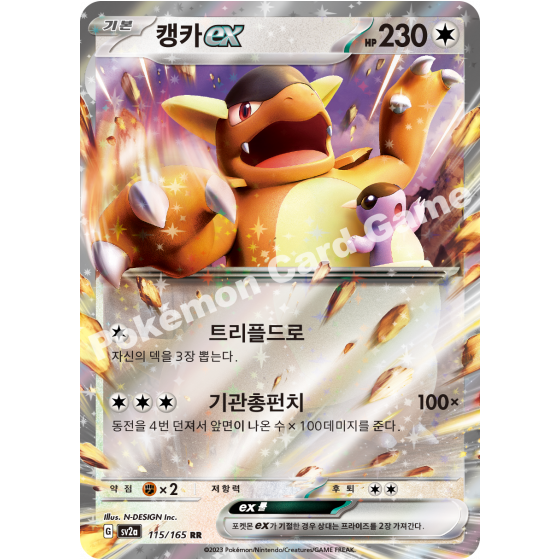 기본 캥카ex HP 230
Pokémon Card Game
트리플드로
자신의 덱을 3장 뽑는다.
기관총펀치 100×
동전을 4번 던져서 앞면이 나온 수×100데미지를 준다.
약점 ×2 저항력 후퇴
Illus. N-DESIGN Inc.
G sv2a 115/165 RR
ex 룰
포켓몬 ex가 기절한 경우 상대는 프라이즈를 2장 가져간다.
©2023 Pokémon/Nintendo/Creatures/GAME FREAK.